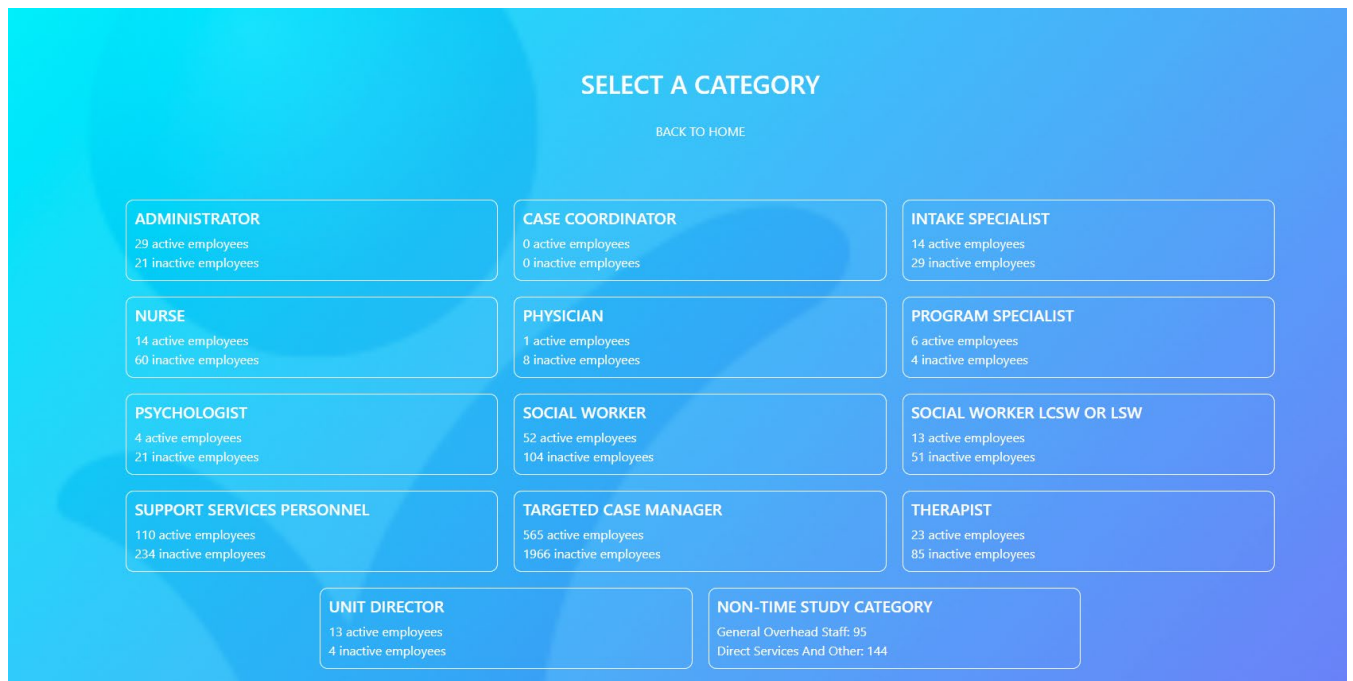 SELECT A CATEGORY
BACK TO HOME
ADMINISTRATOR
29 active employees
21 inactive employees
CASE COORDINATOR
0 active employees
0 inactive employees
INTAKE SPECIALIST
14 active employees
29 inactive employees
NURSE
14 active employees
60 inactive employees
PHYSICIAN
1 active employees
8 inactive employees
PROGRAM SPECIALIST
6 active employees
4 inactive employees
PSYCHOLOGIST
4 active employees
21 inactive employees
SOCIAL WORKER
52 active employees
104 inactive employees
SOCIAL WORKER LCSW OR LSW
13 active employees
51 inactive employees
SUPPORT SERVICES PERSONNEL
110 active employees
234 inactive employees
TARGETED CASE MANAGER
565 active employees
1966 inactive employees
THERAPIST
23 active employees
85 inactive employees
UNIT DIRECTOR
13 active employees
4 inactive employees
NON-TIME STUDY CATEGORY
General Overhead Staff: 95
Direct Services And Other: 144